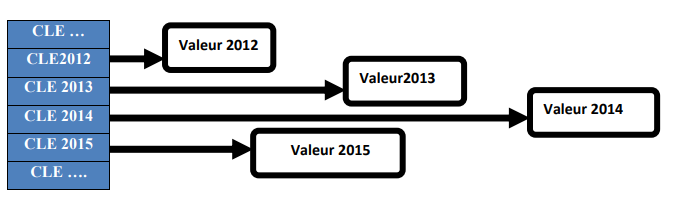 CLE …
CLE2012
Valeur 2012
CLE 2013
Valeur2013
CLE 2014
Valeur 2014
CLE 2015
Valeur 2015
CLE ….